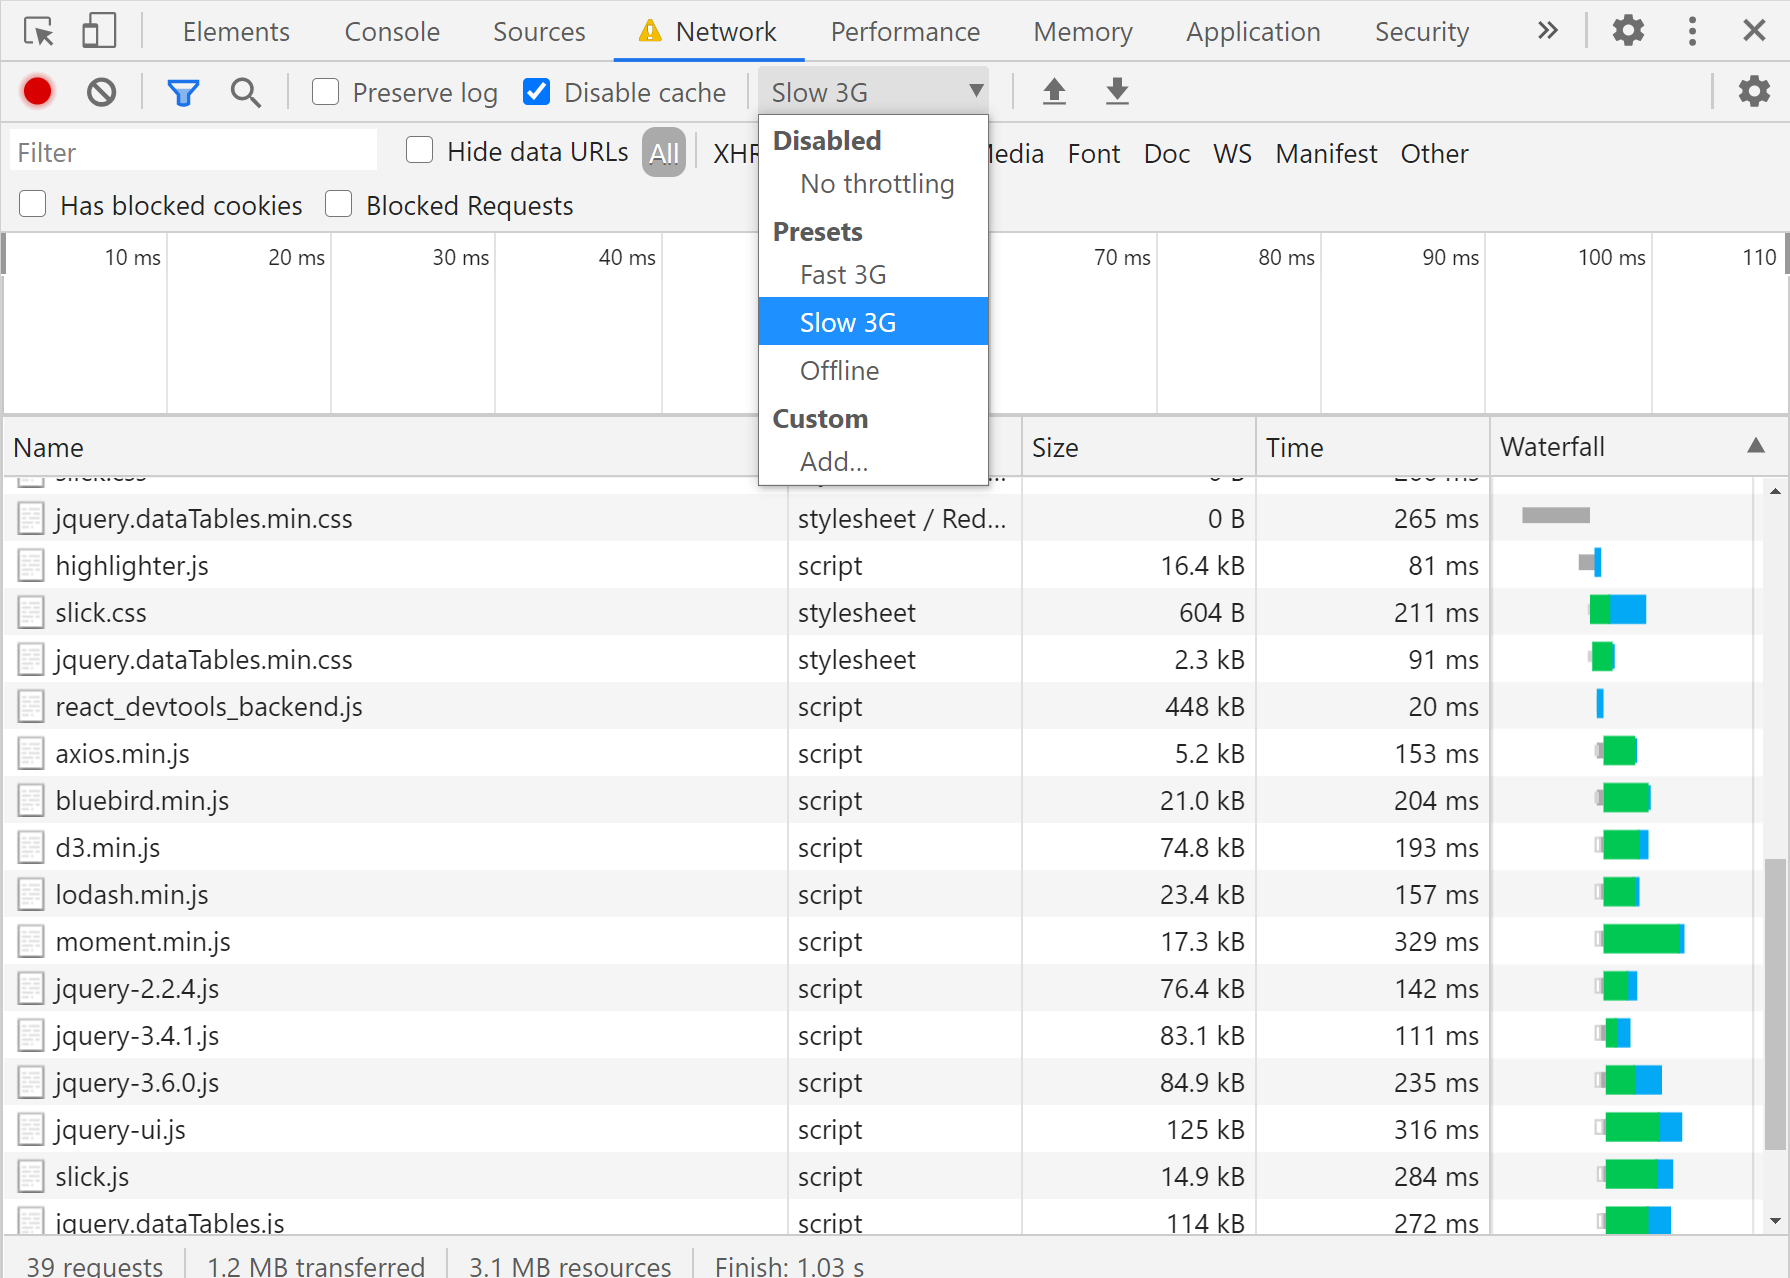 Elements Console Sources Network Performance Memory Application Security
Preserve log Disable cache Slow 3G
Filter Hide data URLs All XHR Media Font Doc WS Manifest Other
Has blocked cookies Blocked Requests
Disabled
No throttling
Presets
Fast 3G
Slow 3G
Offline
Custom
Add...
10 ms 20 ms 30 ms 40 ms 70 ms 80 ms 90 ms 100 ms 110
Name Size Time Waterfall
slick.css 0 B 266 ms
jquery.dataTables.min.css stylesheet / Red... 0 B 265 ms
highlighter.js script 16.4 kB 81 ms
slick.css stylesheet 604 B 211 ms
jquery.dataTables.min.css stylesheet 2.3 kB 91 ms
react_devtools_backend.js script 448 kB 20 ms
axios.min.js script 5.2 kB 153 ms
bluebird.min.js script 21.0 kB 204 ms
d3.min.js script 74.8 kB 193 ms
lodash.min.js script 23.4 kB 157 ms
moment.min.js script 17.3 kB 329 ms
jquery-2.2.4.js script 76.4 kB 142 ms
jquery-3.4.1.js script 83.1 kB 111 ms
jquery-3.6.0.js script 84.9 kB 235 ms
jquery-ui.js script 125 kB 316 ms
slick.js script 14.9 kB 284 ms
jquery.dataTables.js script 114 kB 272 ms
39 requests 1.2 MB transferred 3.1 MB resources Finish: 1.03 s